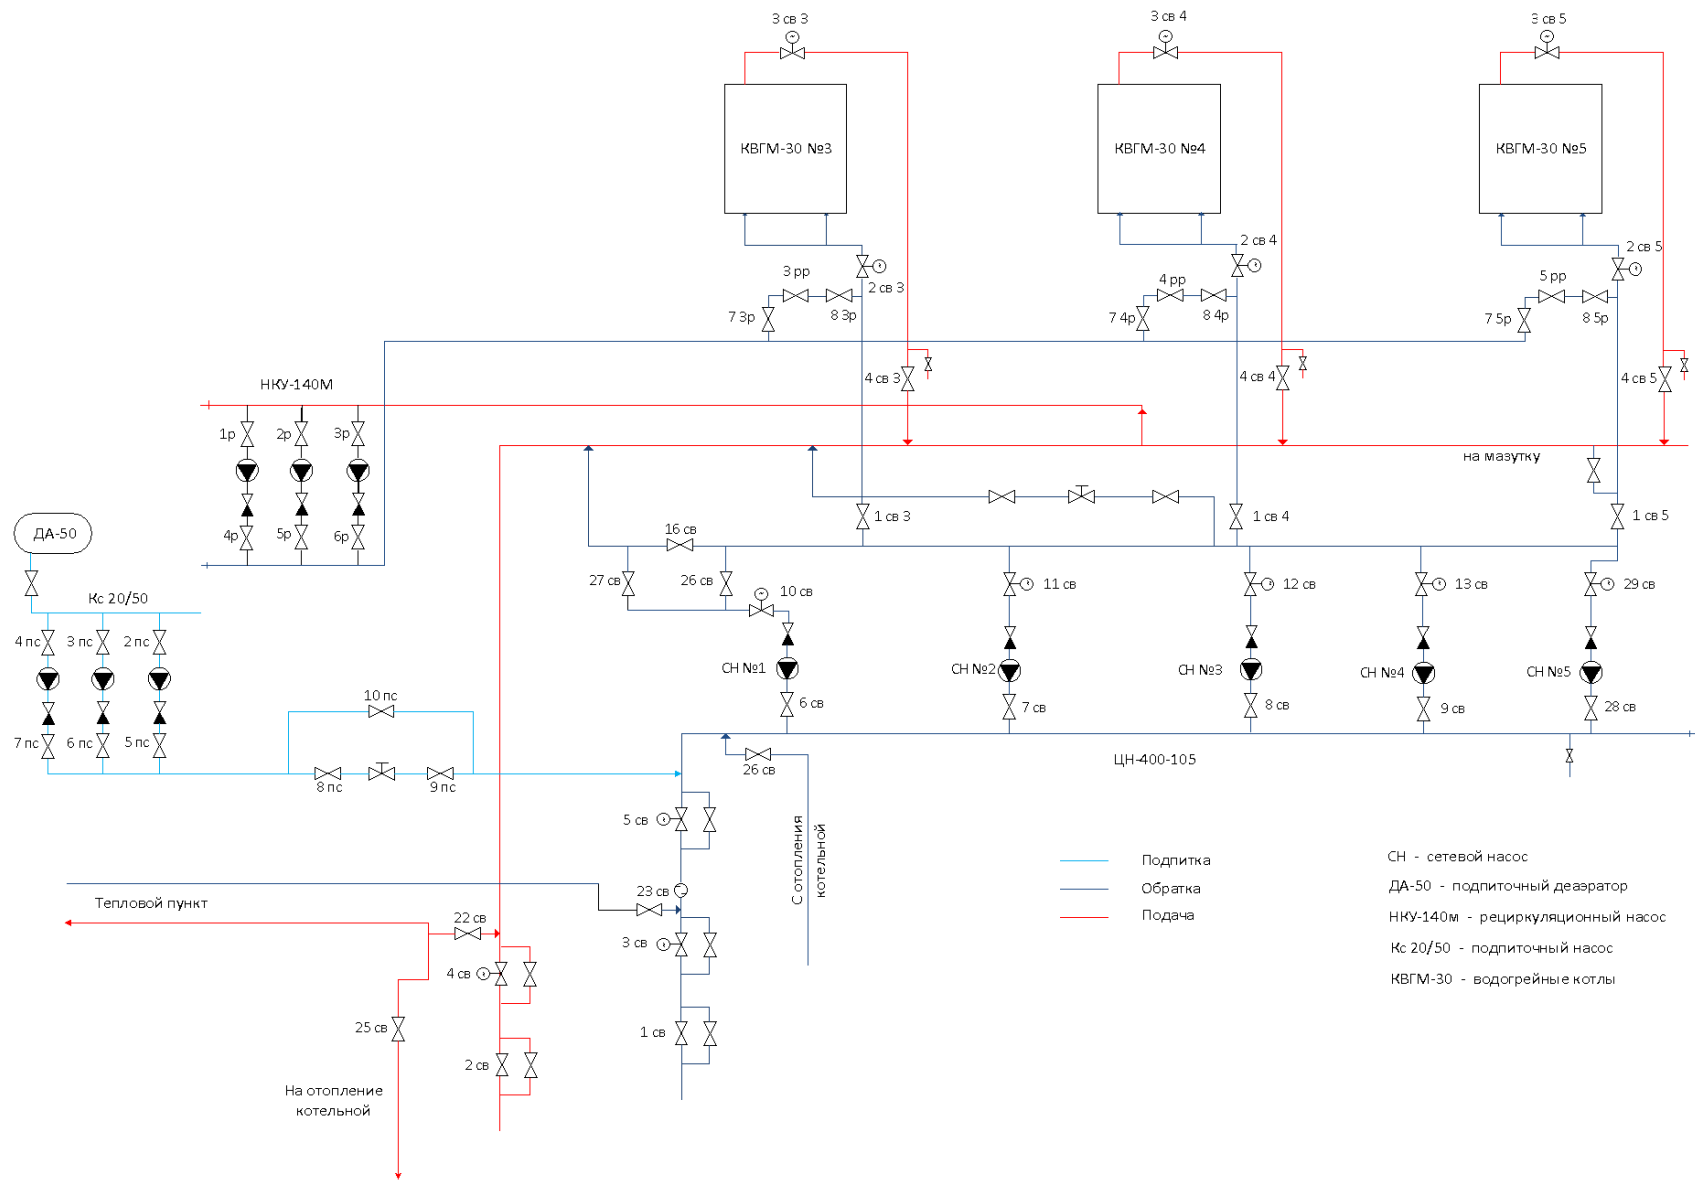 3 св 3
3 св 4
3 св 5
КВГМ-30 №3
КВГМ-30 №4
КВГМ-30 №5
2 св 4
2 св 5
3 рр
4 рр
5 рр
2 св 3
7 3р
8 3р
7 4р
8 4р
7 5р
8 5р
4 св 3
4 св 4
4 св 5
НКУ-140М
1р
2р
3р
на мазутку
4р
5р
6р
16 св
1 св 3
1 св 4
1 св 5
ДА-50
27 св
26 св
10 св
11 св
12 св
13 св
29 св
Кс 20/50
4 пс
3 пс
2 пс
СН №1
СН №2
СН №3
СН №4
СН №5
10 пс
6 св
7 св
8 св
9 св
28 св
7 пс
6 пс
5 пс
8 пс
9 пс
26 св
ЦН-400-105
5 св
С отопления
котельной
Подпитка
Обратка
Подача
СН - сетевой насос
ДА-50 - подпиточный деаэратор
НКУ-140м - рециркуляционный насос
Кс 20/50 - подпиточный насос
КВГМ-30 - водогрейные котлы
Тепловой пункт
23 св
22 св
3 св
4 св
25 св
1 св
2 св
На отопление
котельной